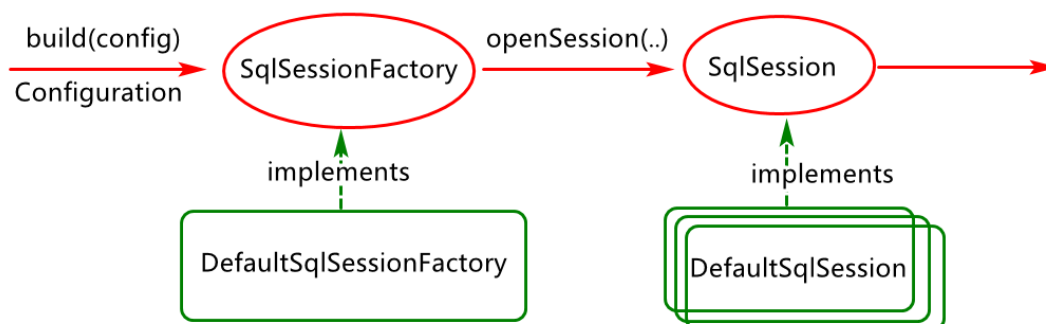 build(config)
Configuration
SqlSessionFactory
openSession(..)
SqlSession
implements
implements
DefaultSqlSessionFactory
DefaultSqlSession